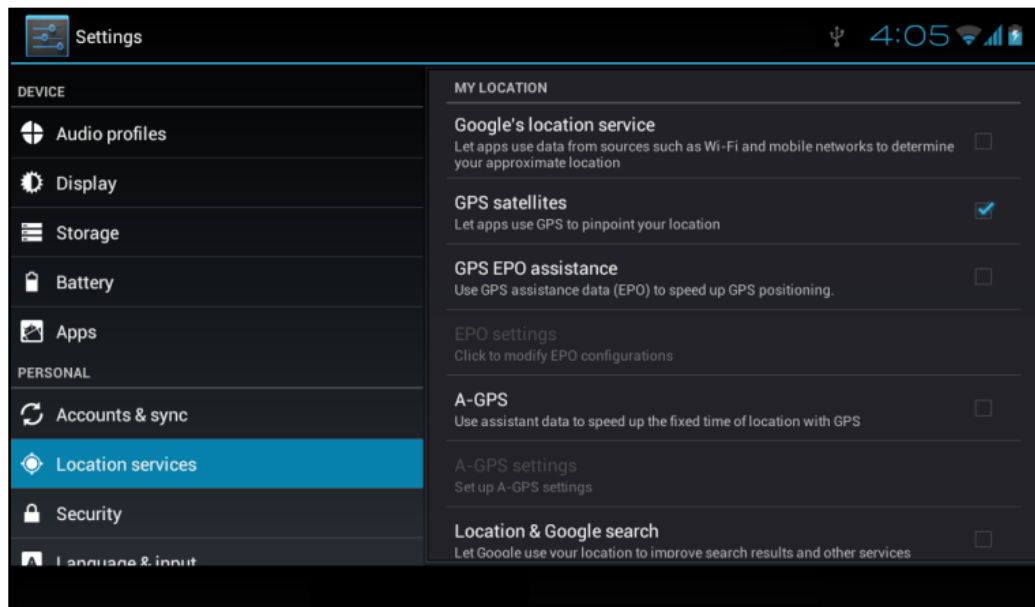 Settings
4:05
DEVICE
Audio profiles
Display
Storage
Battery
Apps
PERSONAL
Accounts & sync
Location services
Security
Language & input
MY LOCATION
Google's location service
Let apps use data from sources such as Wi-Fi and mobile networks to determine
your approximate location
GPS satellites
Let apps use GPS to pinpoint your location
GPS EPO assistance
Use GPS assistance data (EPO) to speed up GPS positioning.
EPO settings
Click to modify EPO configurations
A-GPS
Use assistant data to speed up the fixed time of location with GPS
A-GPS settings
Set up A-GPS settings
Location & Google search
Let Google use your location to improve search results and other services